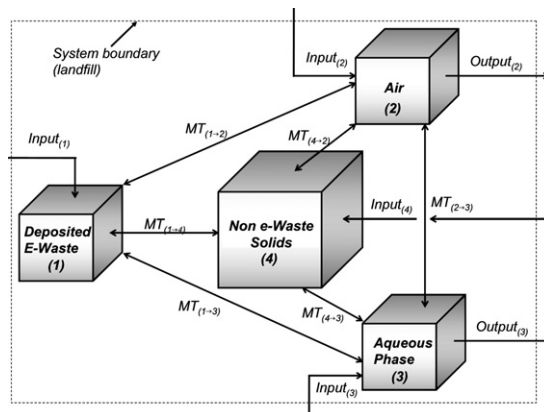 System boundary
(landfill)
Input(2)
Output(2)
Air
(2)
Input(1)
MT(1→2)
MT(4→2)
Deposited
E-Waste
(1)
MT(1→4)
Non e-Waste
Solids
(4)
Input(4)
MT(2→3)
MT(1→3)
MT(4→3)
Aqueous
Phase
(3)
Output(3)
Input(3)